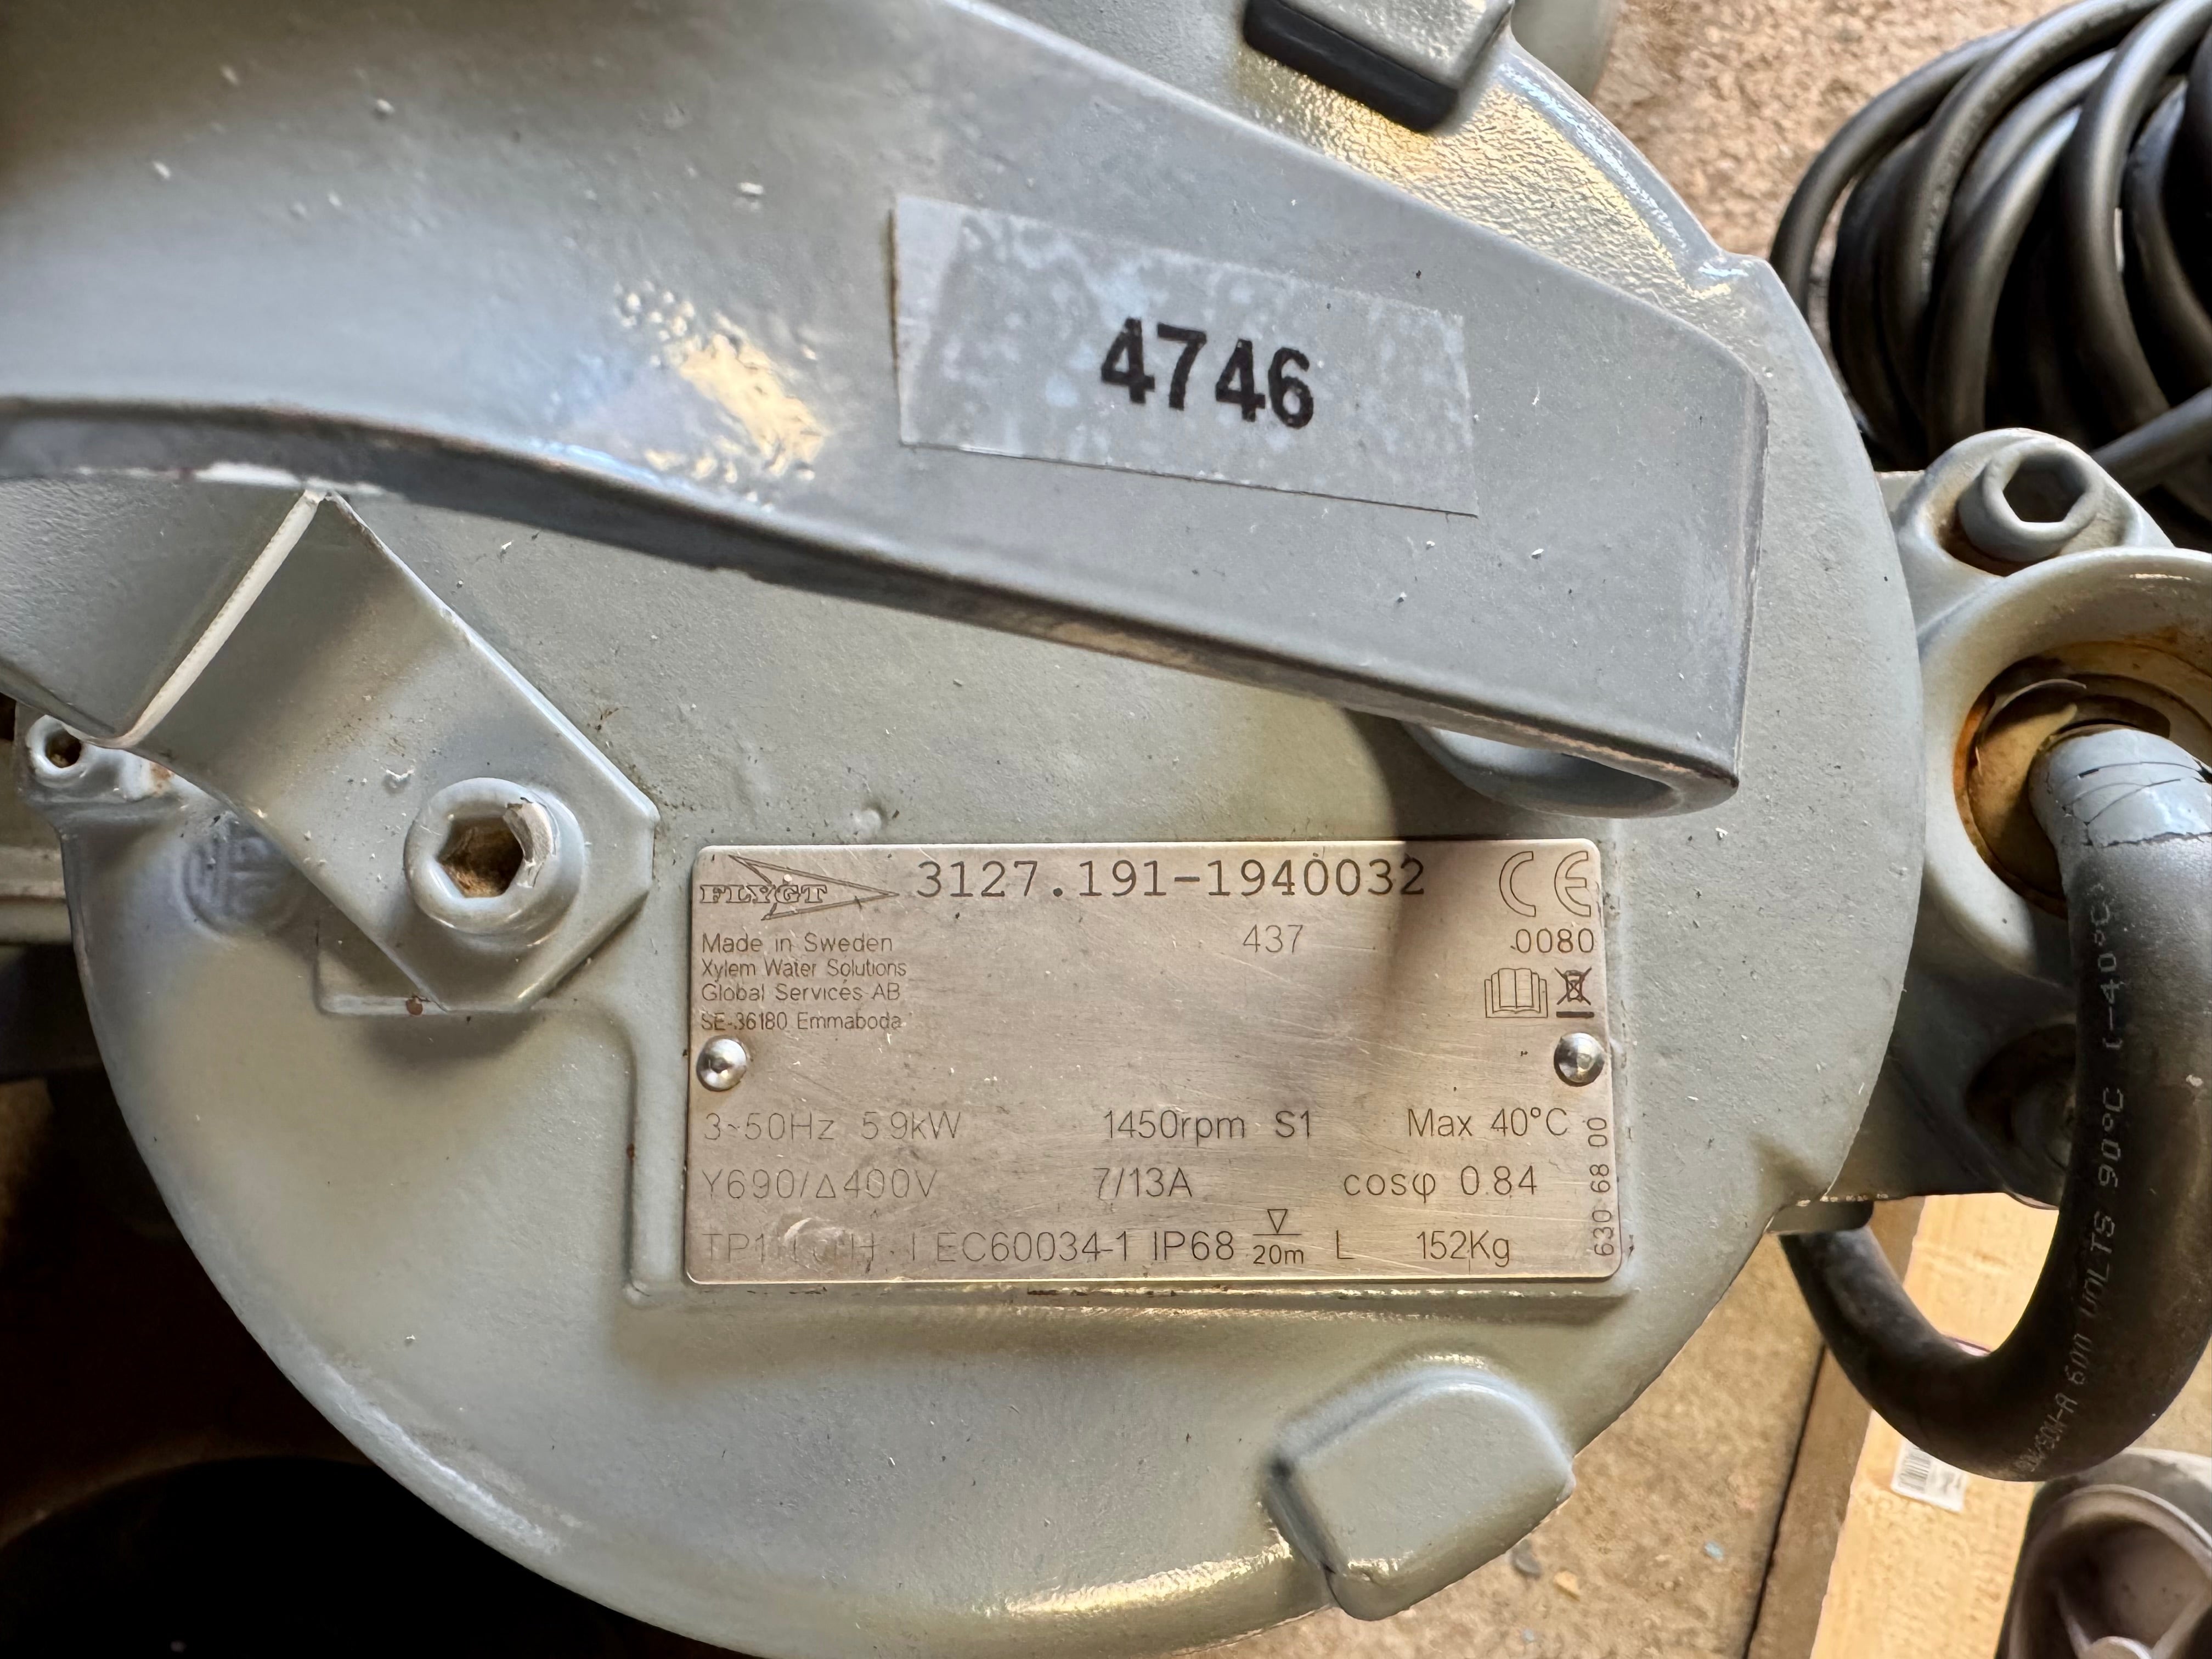 4746
FLYGT 3127.191-1940032 CE
Made in Sweden 437 0080
Xylem Water Solutions
Global Services AB
SE-36180 Emmaboda
3~50Hz 5.9kW 1450rpm S1 Max 40°C
Y690/Δ400V 7/13A cosφ 0.84
IEC60034-1 IP68 20m L 152Kg
630 68 00
600 VOLTS 90°C (-40°C)